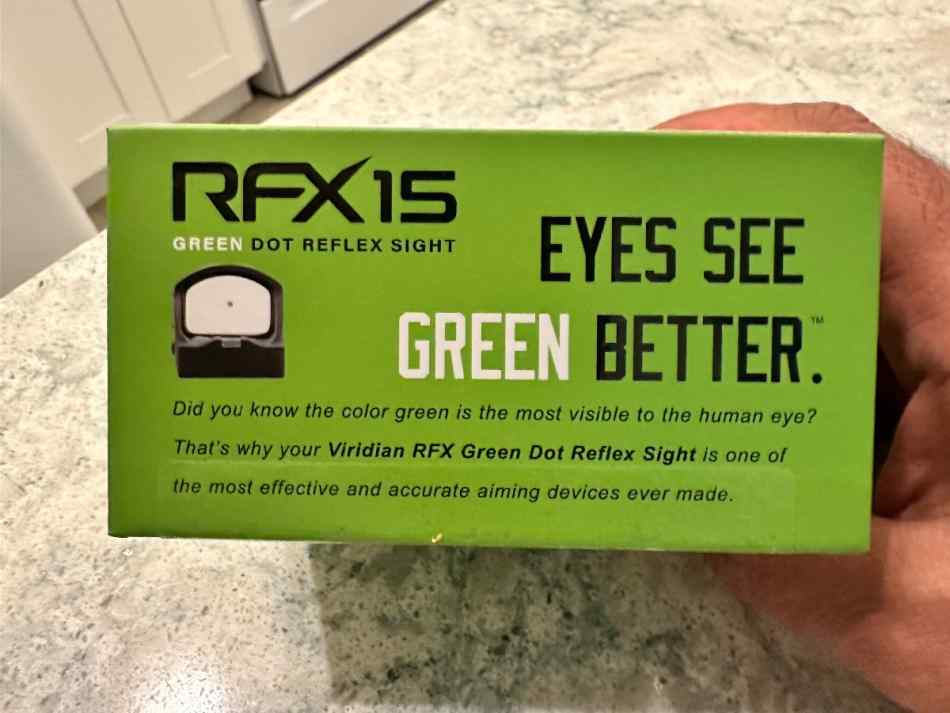 RFX15
GREEN DOT REFLEX SIGHT
EYES SEE
GREEN BETTER.™
Did you know the color green is the most visible to the human eye?
That's why your Viridian RFX Green Dot Reflex Sight is one of
the most effective and accurate aiming devices ever made.